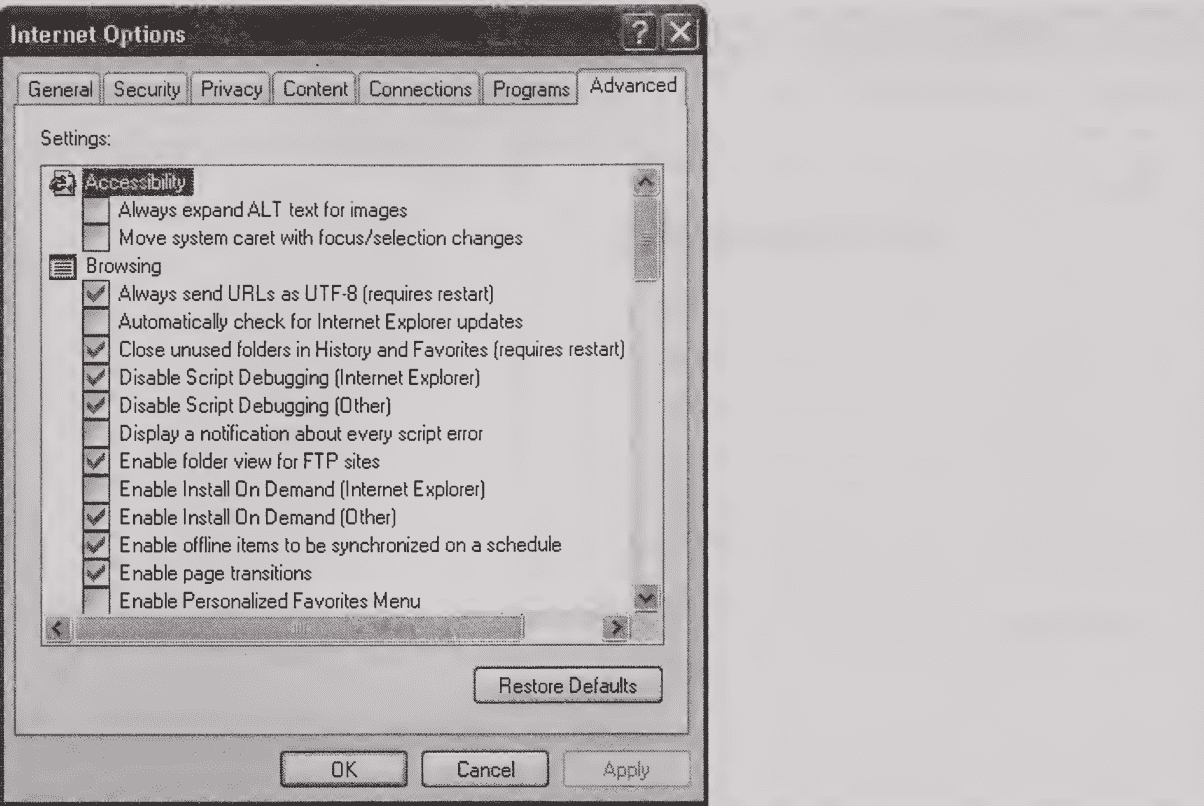 Internet Options
General Security Privacy Content Connections Programs Advanced
Settings:
Accessibility
Always expand ALT text for images
Move system caret with focus/selection changes
Browsing
Always send URLs as UTF-8 (requires restart)
Automatically check for Internet Explorer updates
Close unused folders in History and Favorites (requires restart)
Disable Script Debugging (Internet Explorer)
Disable Script Debugging (Other)
Display a notification about every script error
Enable folder view for FTP sites
Enable Install On Demand (Internet Explorer)
Enable Install On Demand (Other)
Enable offline items to be synchronized on a schedule
Enable page transitions
Enable Personalized Favorites Menu
Restore Defaults
OK Cancel Apply